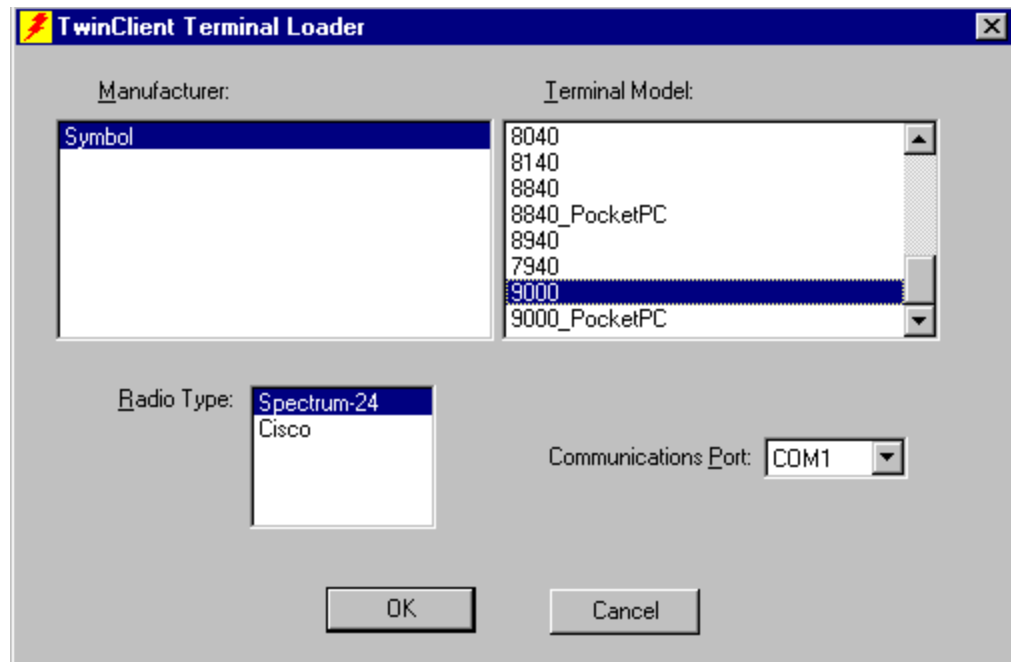 TwinClient Terminal Loader
Manufacturer:
Terminal Model:
Symbol
8040
8140
8840
8840_PocketPC
8940
7940
9000
9000_PocketPC
Radio Type:
Spectrum-24
Cisco
Communications Port:
COM1
OK
Cancel